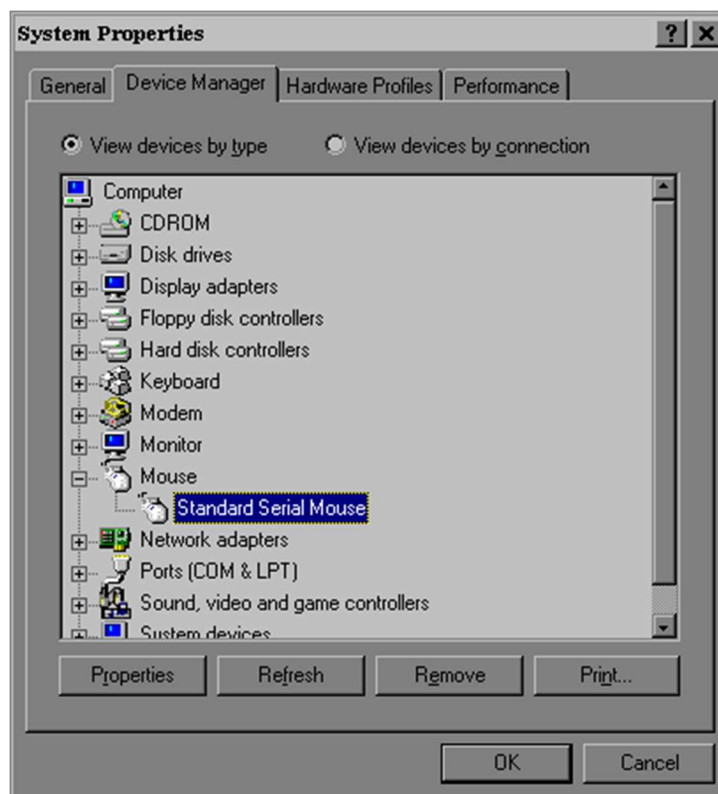 System Properties
General Device Manager Hardware Profiles Performance
View devices by type View devices by connection
Computer
CDROM
Disk drives
Display adapters
Floppy disk controllers
Hard disk controllers
Keyboard
Modem
Monitor
Mouse
Standard Serial Mouse
Network adapters
Ports (COM & LPT)
Sound, video and game controllers
System devices
Properties Refresh Remove Print...
OK Cancel